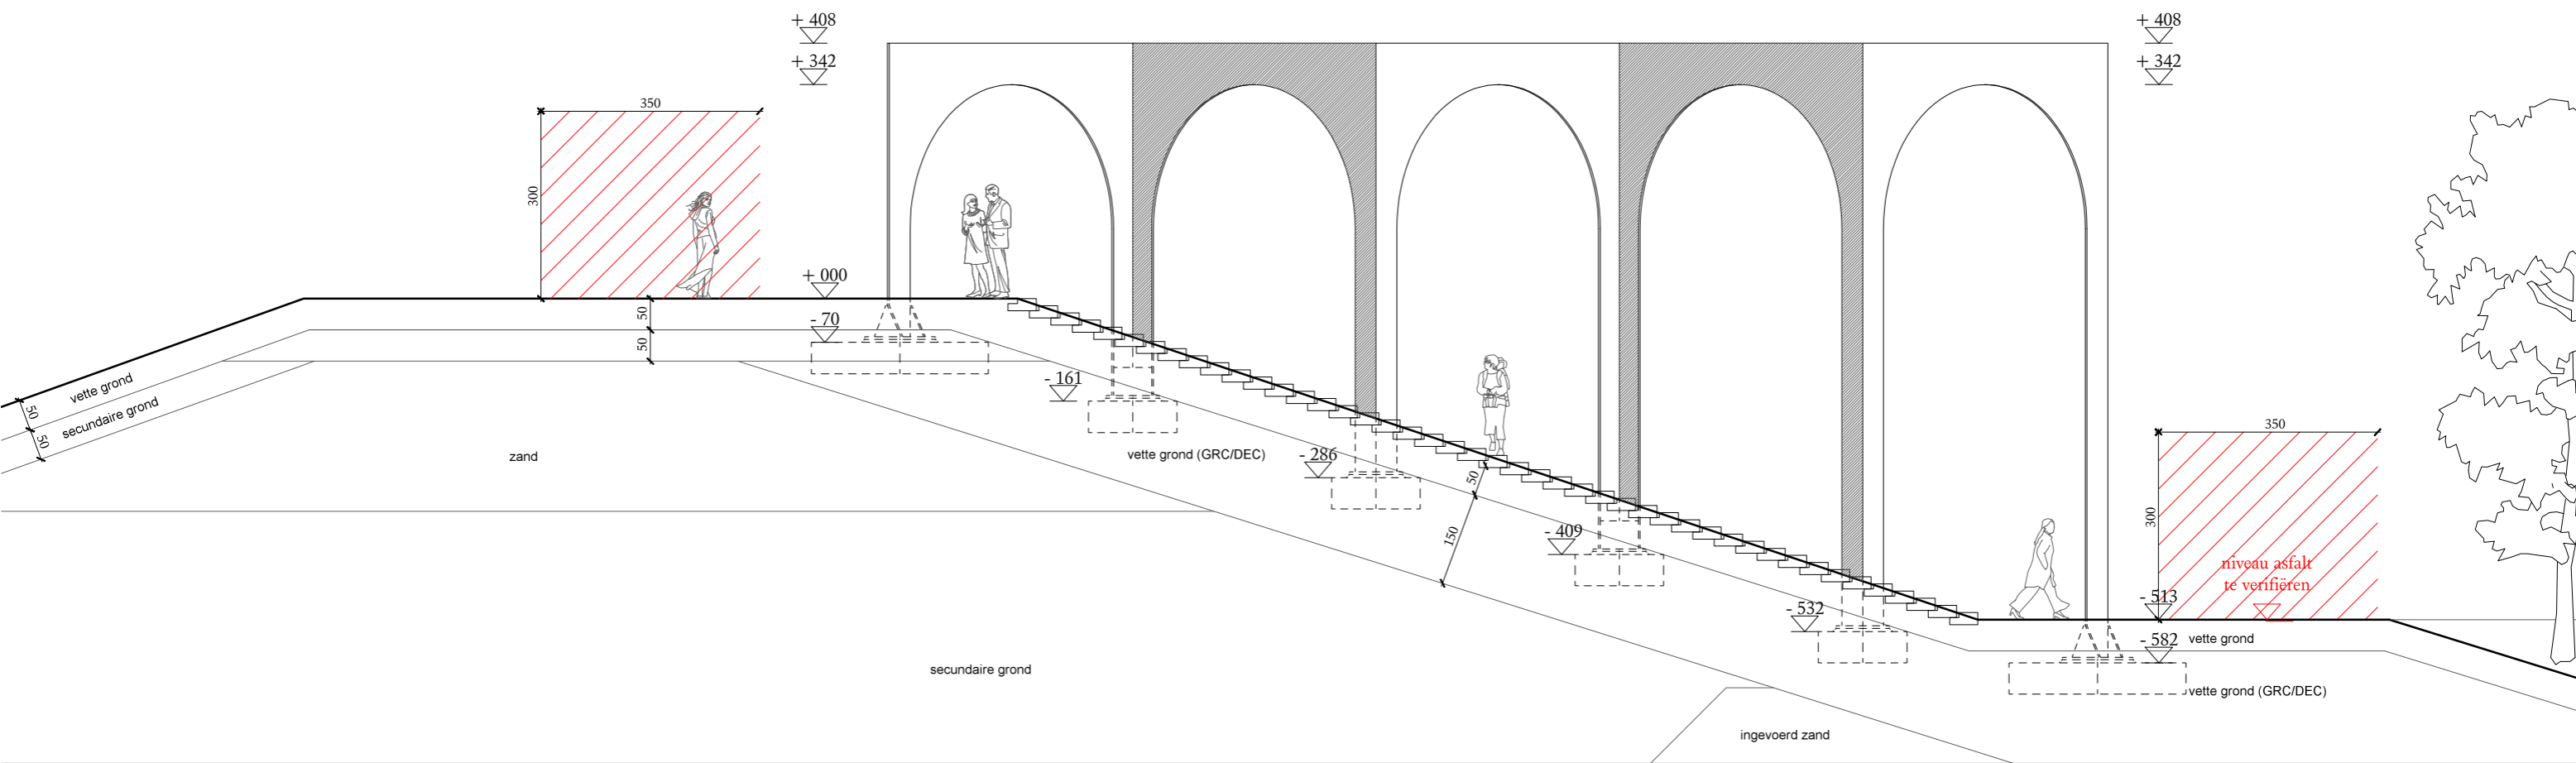 + 408
+ 408
+ 342
+ 342
350
300
+ 000
- 70
50
50
- 161
vette grond
50
secundaire grond
50
zand
vette grond (GRC/DEC)
- 286
50
150
- 409
350
300
niveau asfalt
te verifiëren
- 513
- 532
- 582
vette grond
secundaire grond
vette grond (GRC/DEC)
ingevoerd zand